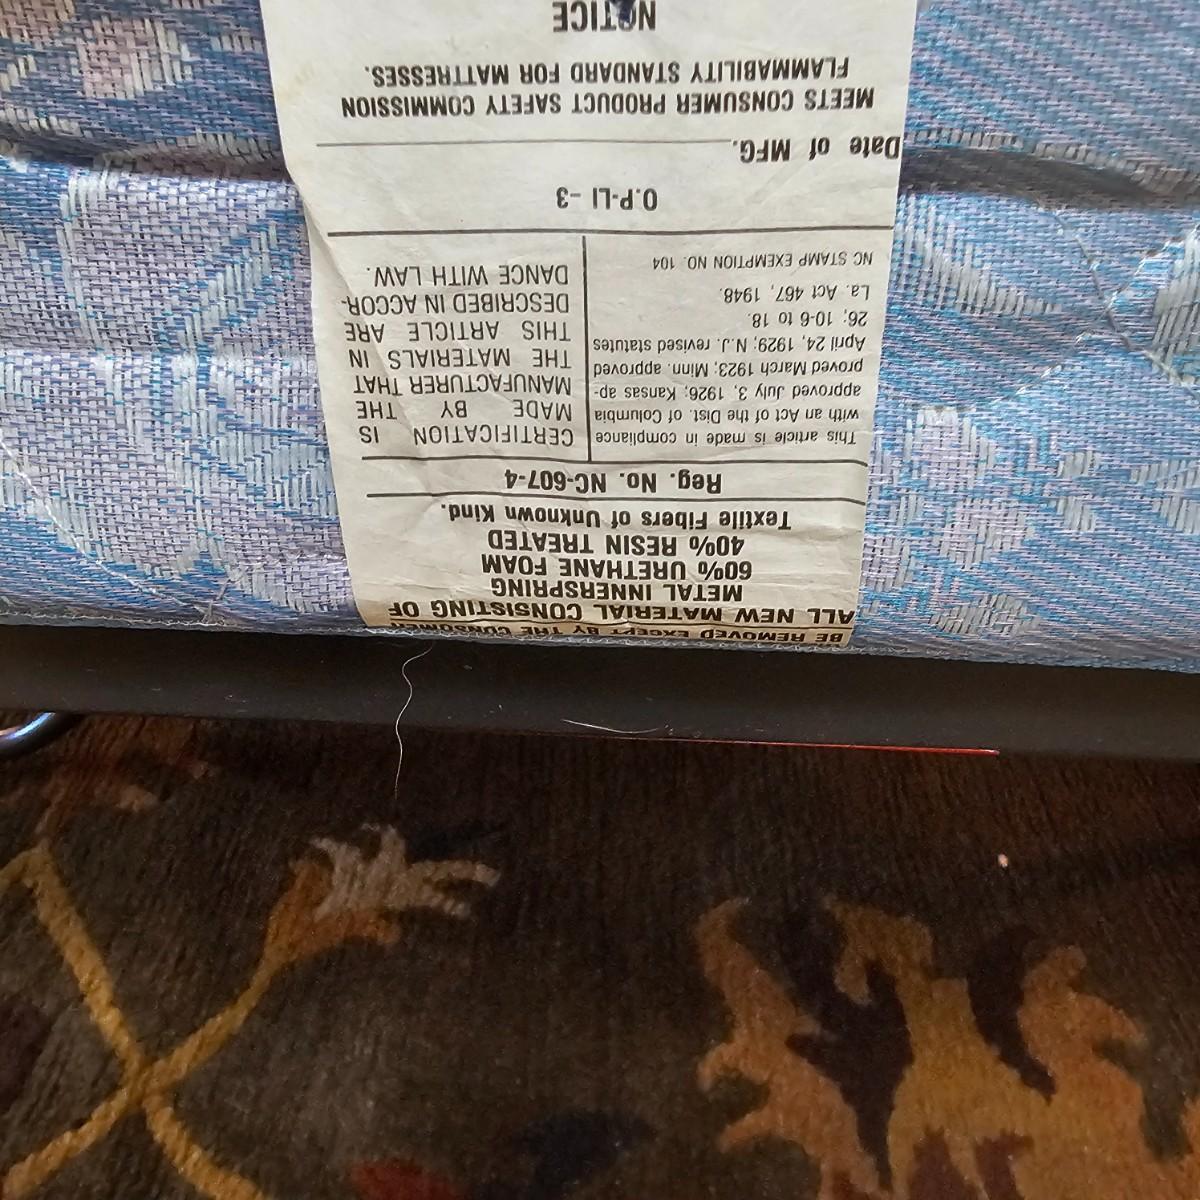 BE REMOVED EXCEPT BY THE CONSUMER
ALL NEW MATERIAL CONSISTING OF
METAL INNERSPRING
60% URETHANE FOAM
40% RESIN TREATED
Textile Fibers of Unknown Kind.
Reg. No. NC-607-4
This article is made in compliance
with an Act of the Dist. of Columbia
approved July 3, 1926; Kansas ap-
proved March 1923; Minn. approved
April 24, 1929; N.J. revised statutes
26; 10-6 to 18.
La. Act 467, 1948.
NC STAMP EXEMPTION NO. 104
CERTIFICATION IS
MADE BY THE
MANUFACTURER THAT
THE MATERIALS IN
THIS ARTICLE ARE
DESCRIBED IN ACCOR-
DANCE WITH LAW.
O.P-LI -3
Date of MFG.
MEETS CONSUMER PRODUCT SAFETY COMMISSION
FLAMMABILITY STANDARD FOR MATTRESSES.
NOTICE